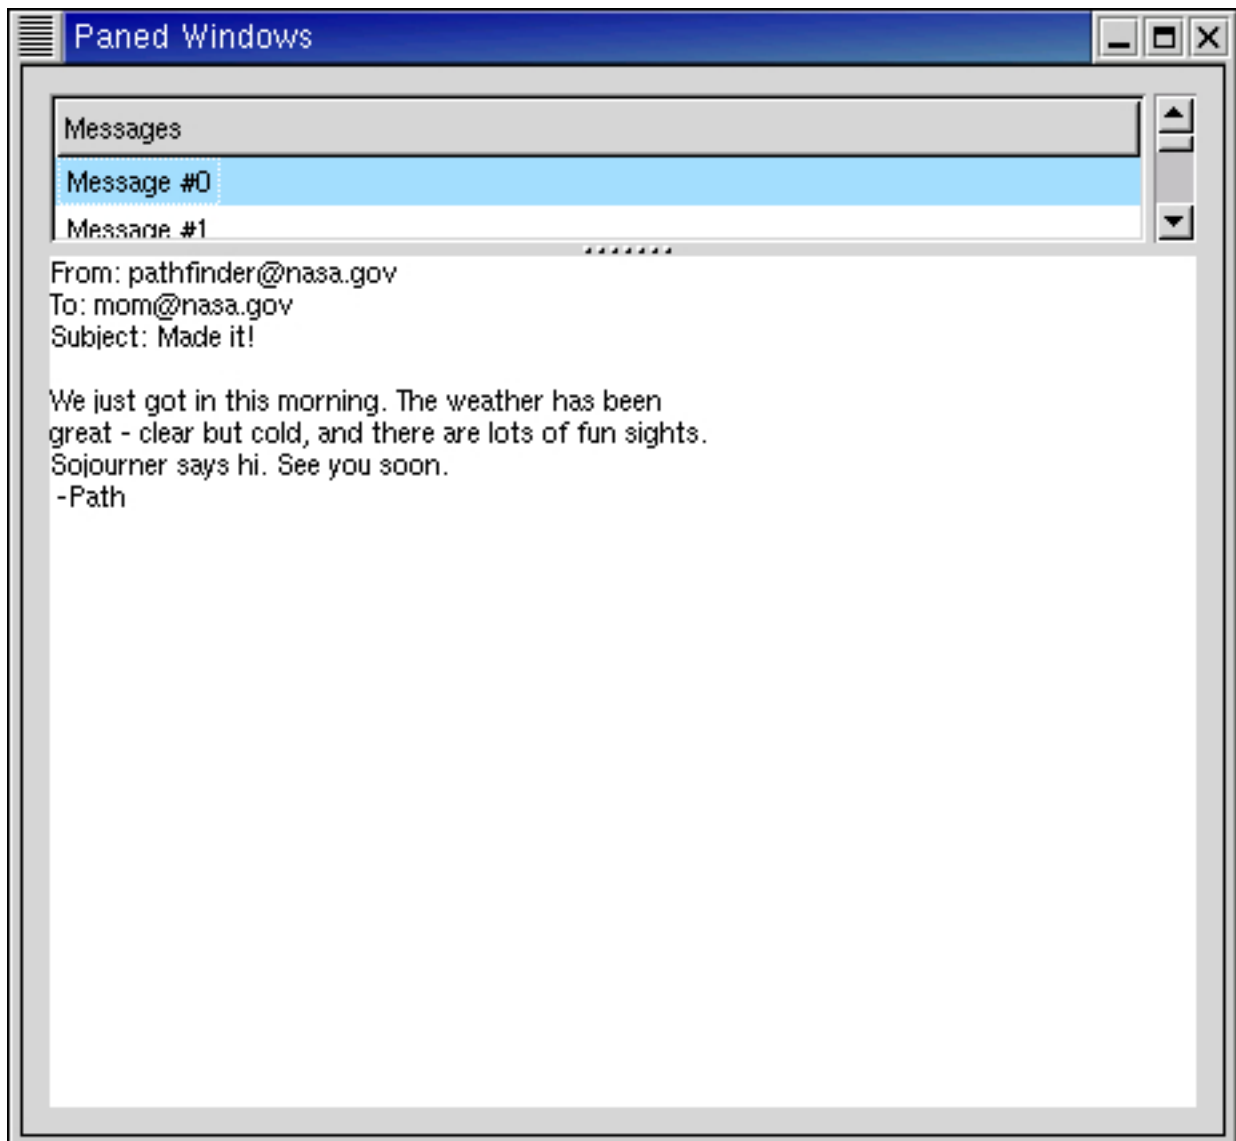 Paned Windows
Messages
Message #0
Message #1
From: pathfinder@nasa.gov
To: mom@nasa.gov
Subject: Made it!
We just got in this morning. The weather has been
great - clear but cold, and there are lots of fun sights.
Sojourner says hi. See you soon.
-Path